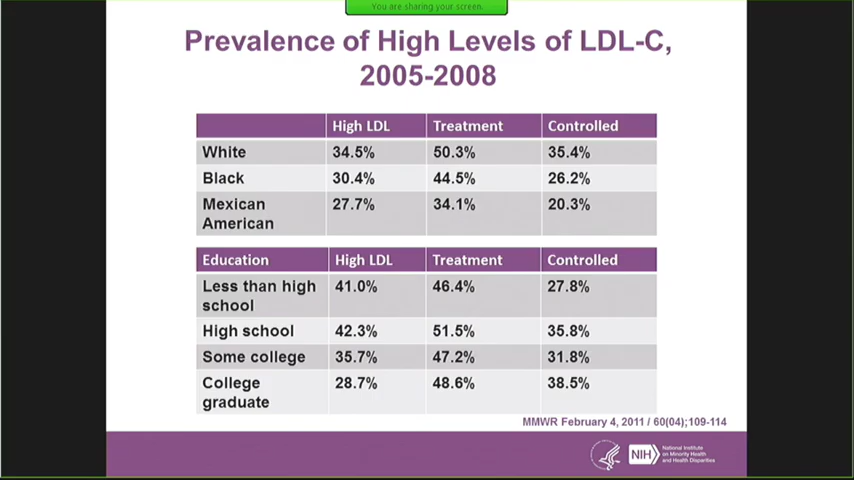 You are sharing your screen.
Prevalence of High Levels of LDL-C,
2005-2008
High LDL Treatment Controlled
White 34.5% 50.3% 35.4%
Black 30.4% 44.5% 26.2%
Mexican American 27.7% 34.1% 20.3%
Education High LDL Treatment Controlled
Less than high school 41.0% 46.4% 27.8%
High school 42.3% 51.5% 35.8%
Some college 35.7% 47.2% 31.8%
College graduate 28.7% 48.6% 38.5%
MMWR February 4, 2011 / 60(04);109-114
NIH
National Institute
on Minority Health
and Health Disparities